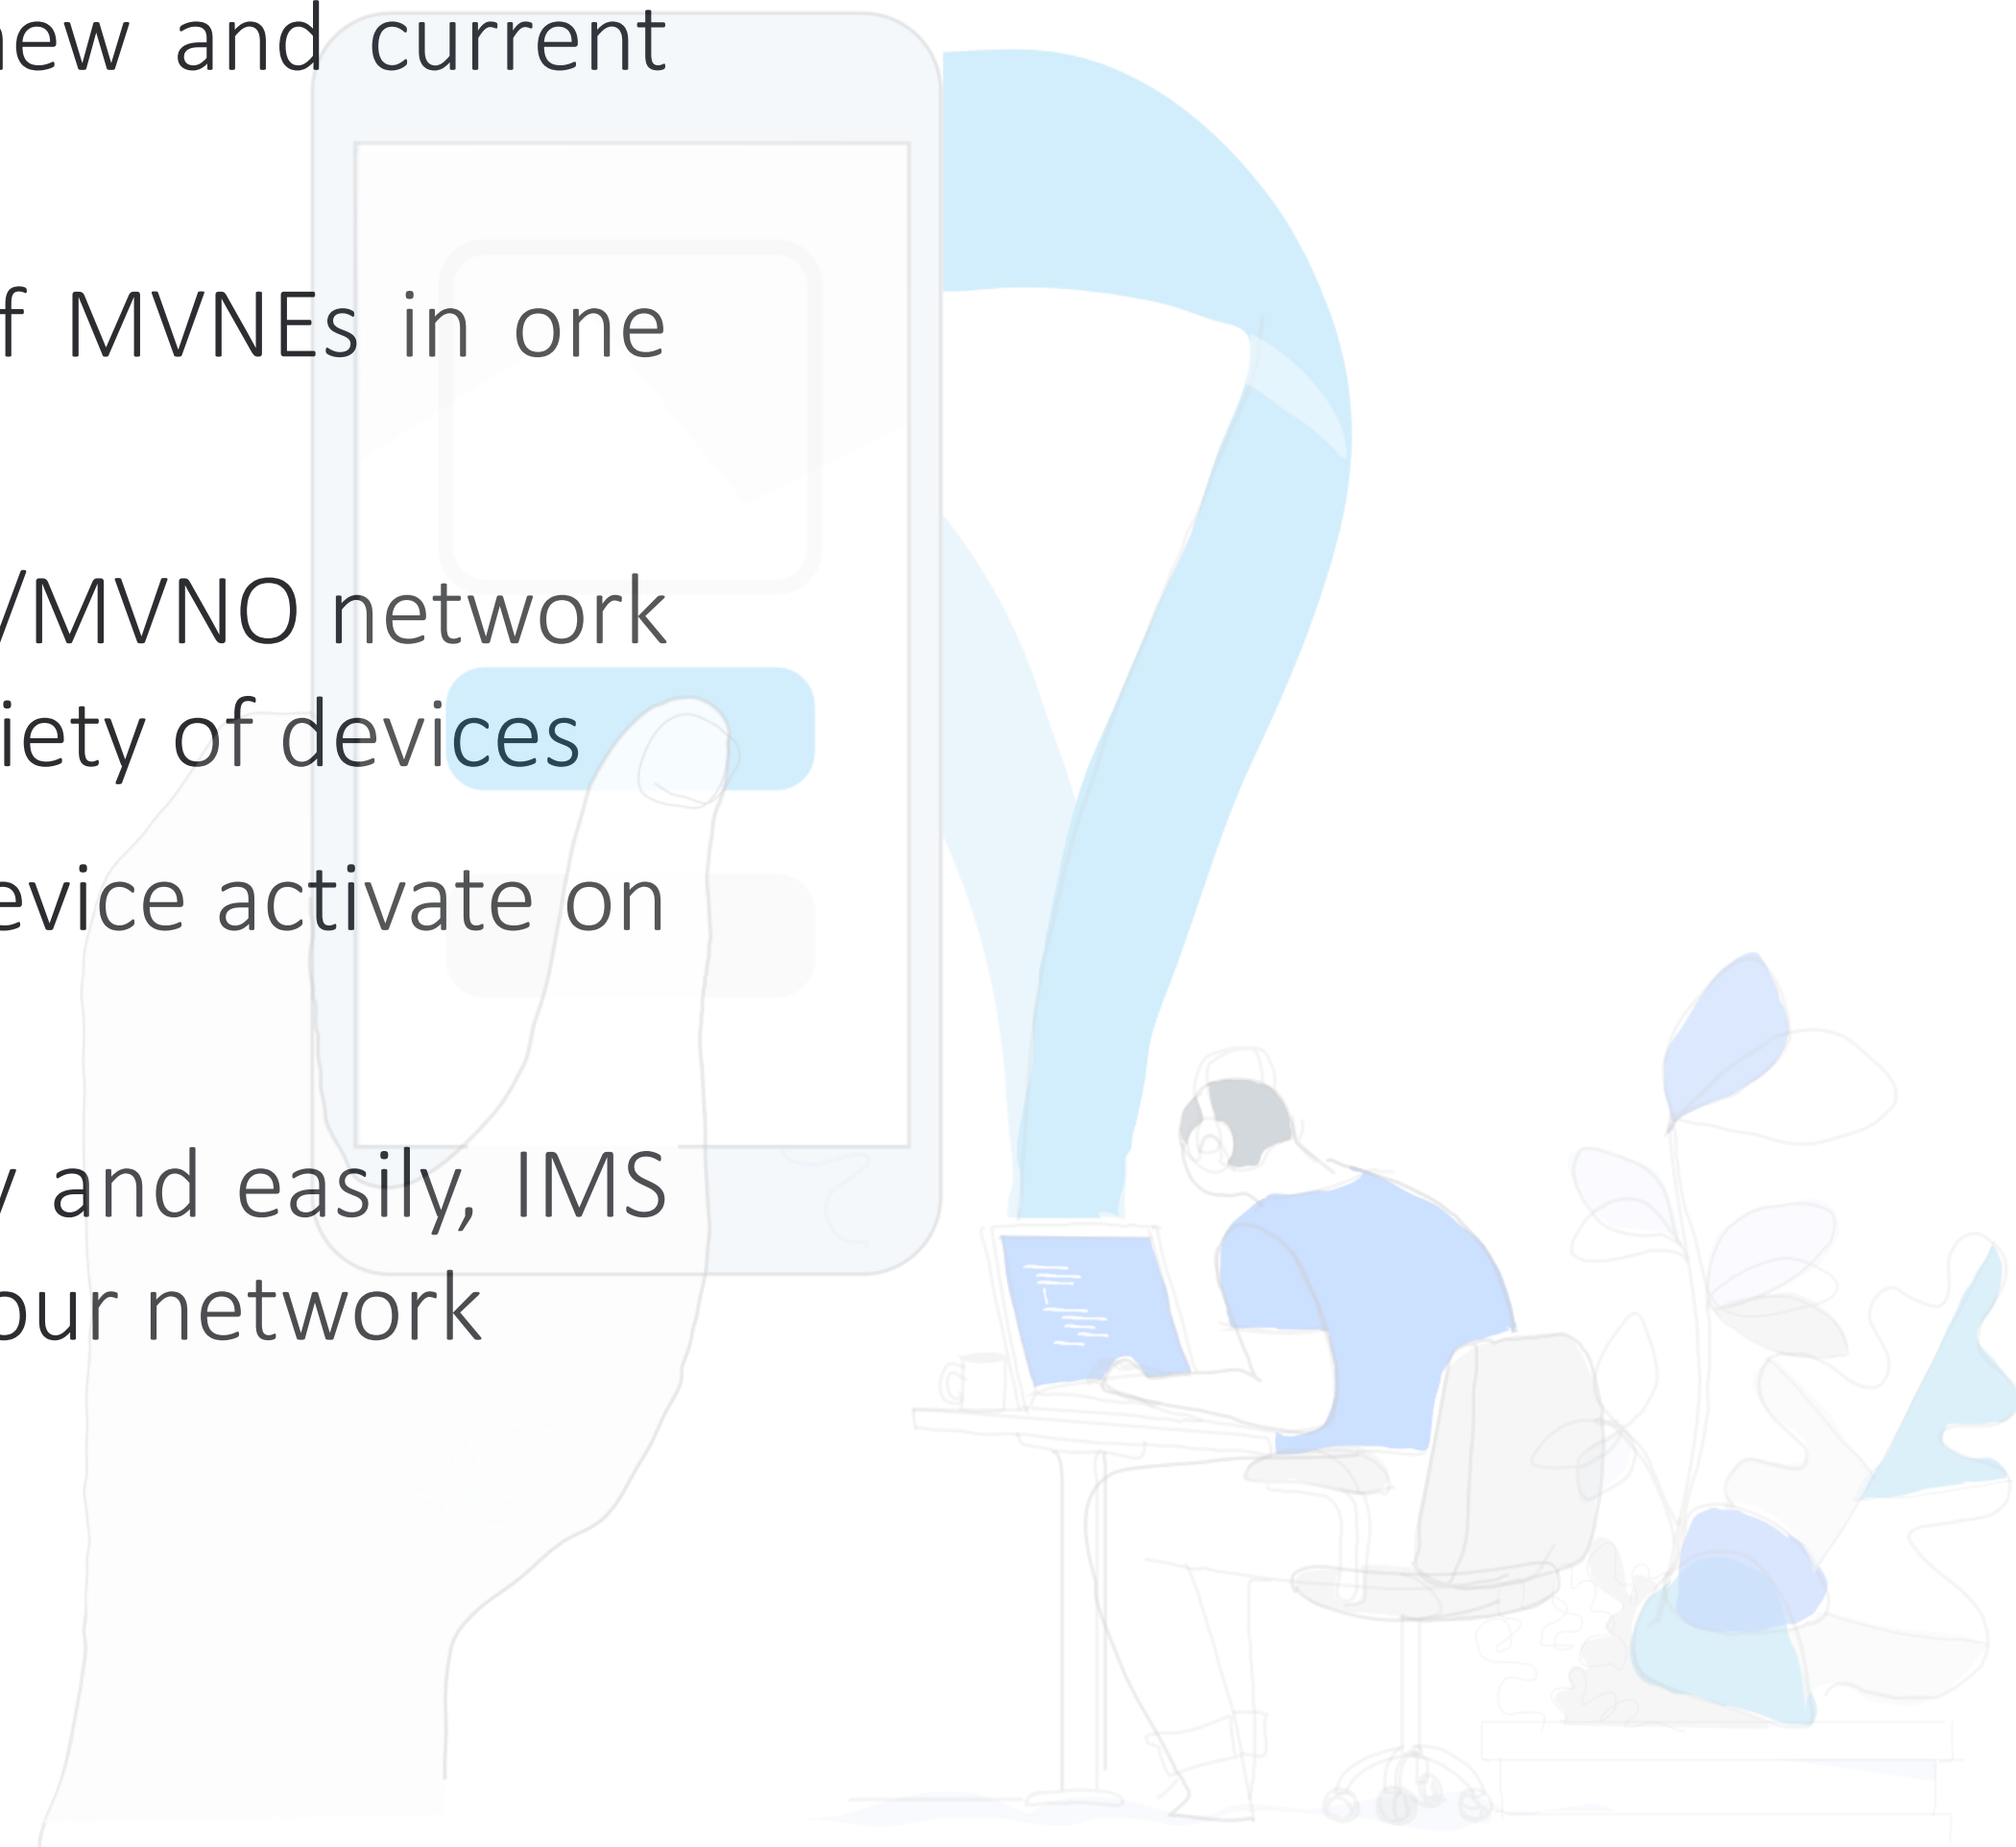 ew and current
f MVNEs in one
/MVNO network
iety of devices
evice activate on
y and easily, IMS
our network